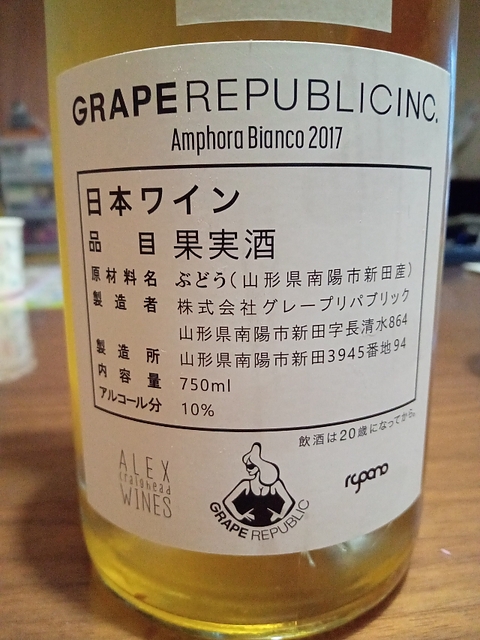 GRAPEREPUBLICINC.
Amphora Bianco 2017
日本ワイン
品目 果実酒
原材料名 ぶどう(山形県南陽市新田産)
製造者 株式会社グレープリパブリック
山形県南陽市新田字長清水864
製造所 山形県南陽市新田3945番地94
内容量 750ml
アルコール分 10%
飲酒は20歳になってから。
ALEX
craighead
WINES
GRAPE REPUBLIC